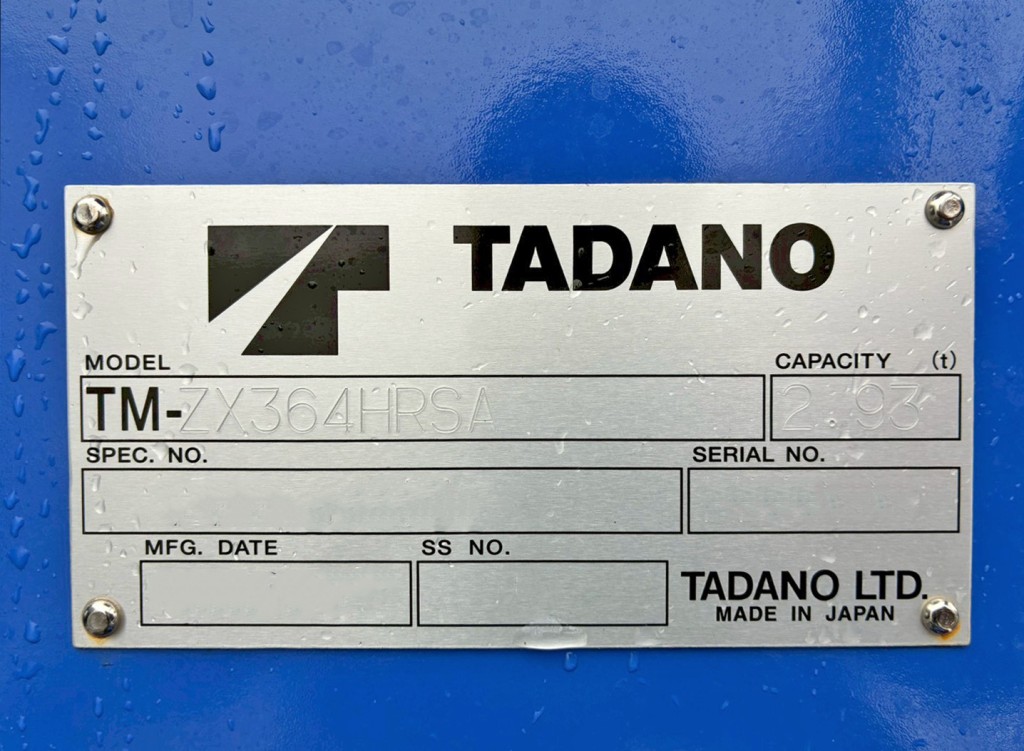 TADANO
MODEL CAPACITY (t)
TM-ZX364HRSA 2.93
SPEC. NO. SERIAL NO.
MFG. DATE SS NO.
TADANO LTD.
MADE IN JAPAN